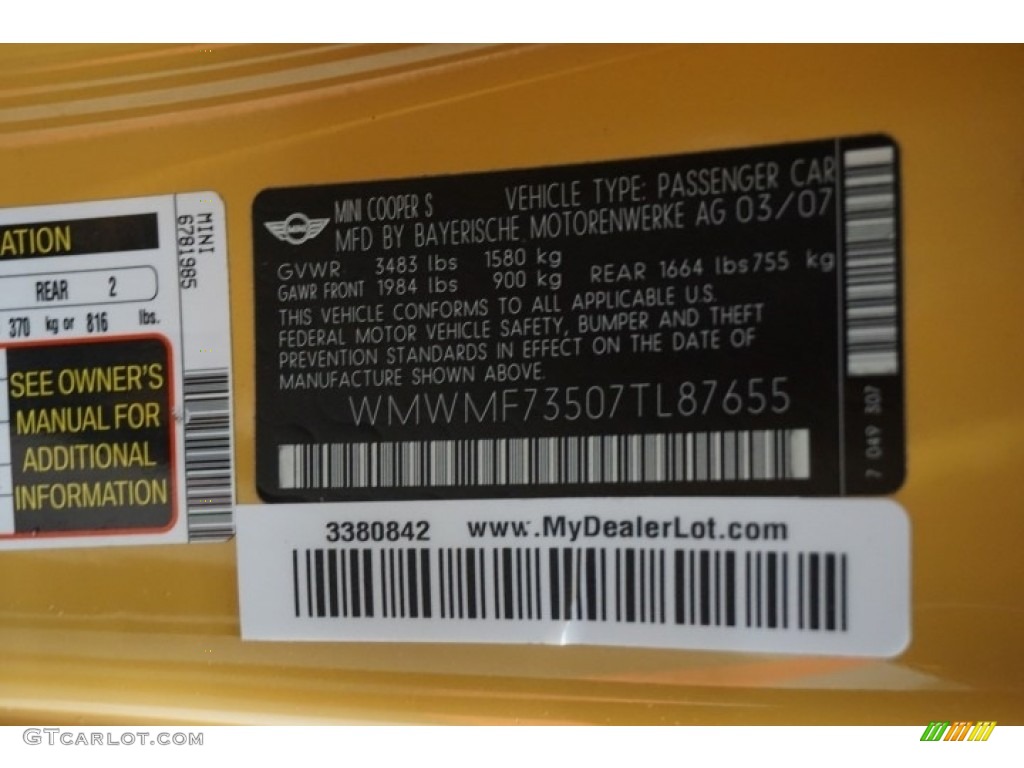 ATION
REAR 2
370 kg or 816 lbs.
SEE OWNER'S
MANUAL FOR
ADDITIONAL
INFORMATION
MINI
6781985
MINI
MINI COOPER S VEHICLE TYPE: PASSENGER CAR
MFD BY BAYERISCHE MOTORENWERKE AG 03/07
GVWR 3483 lbs 1580 kg
GAWR FRONT 1984 lbs 900 kg REAR 1664 lbs 755 kg
THIS VEHICLE CONFORMS TO ALL APPLICABLE U.S.
FEDERAL MOTOR VEHICLE SAFETY, BUMPER AND THEFT
PREVENTION STANDARDS IN EFFECT ON THE DATE OF
MANUFACTURE SHOWN ABOVE.
WMWMF73507TL87655
7 049 307
3380842 www.MyDealerLot.com
GTcarlot.com